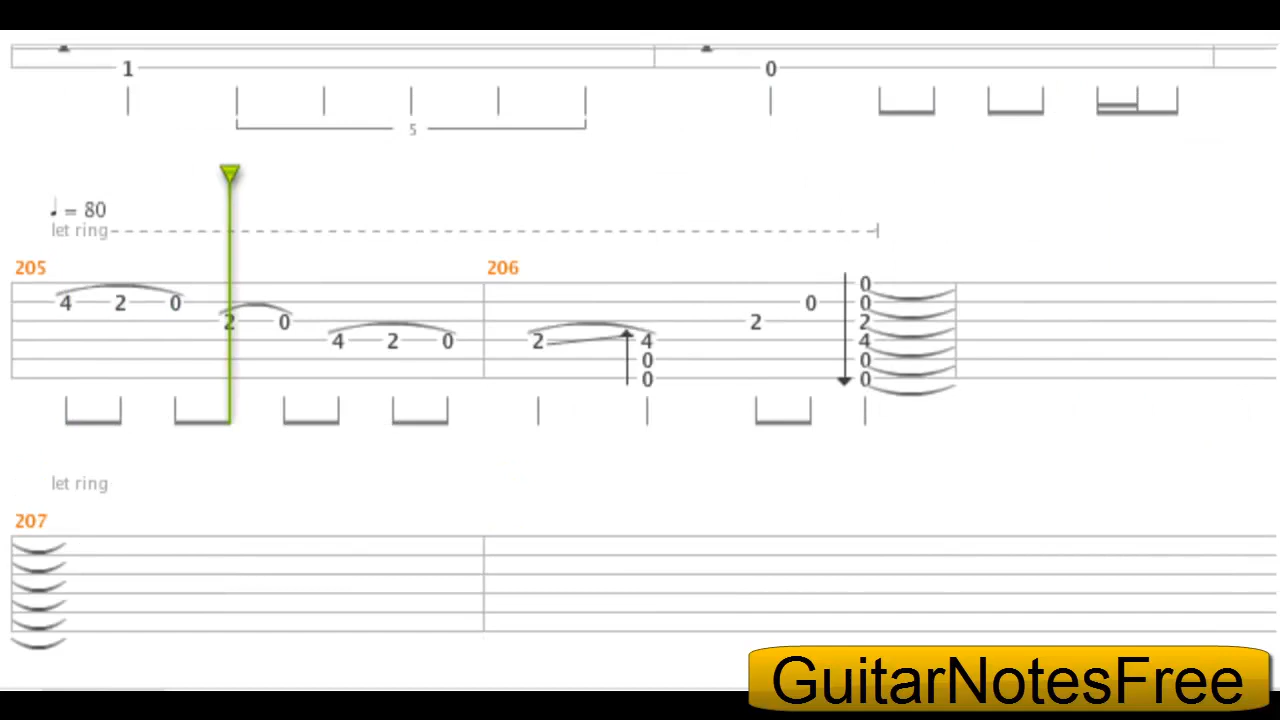 1 0
5
♩ = 80
let ring
205 206
0
4 2 0 0 0
2 0 2 2
4 2 0 2 4 4
0 0
0 0
let ring
207
GuitarNotesFree